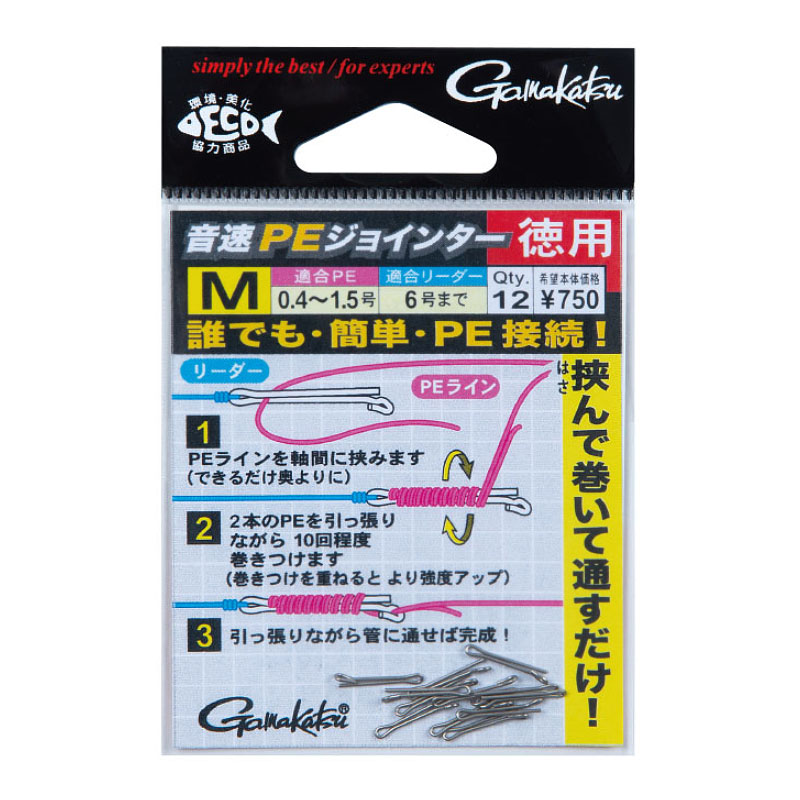 simply the best / for experts
Gamakatsu
環境・美化
DECO
協力商品
音速 PEジョインター 徳用
M
適合PE
0.4〜1.5号
適合リーダー
6号まで
Qty.
12
希望本体価格
¥750
誰でも・簡単・PE 接続！
リーダー
PEライン
挟んで巻いて通すだけ！
はさ
1
PEラインを軸間に挟みます
（できるだけ奥よりに）
2
2本のPEを引っ張り
ながら 10回程度
巻きつけます
（巻きつけを重ねると より強度アップ）
3
引っ張りながら管に通せば完成！
Gamakatsu